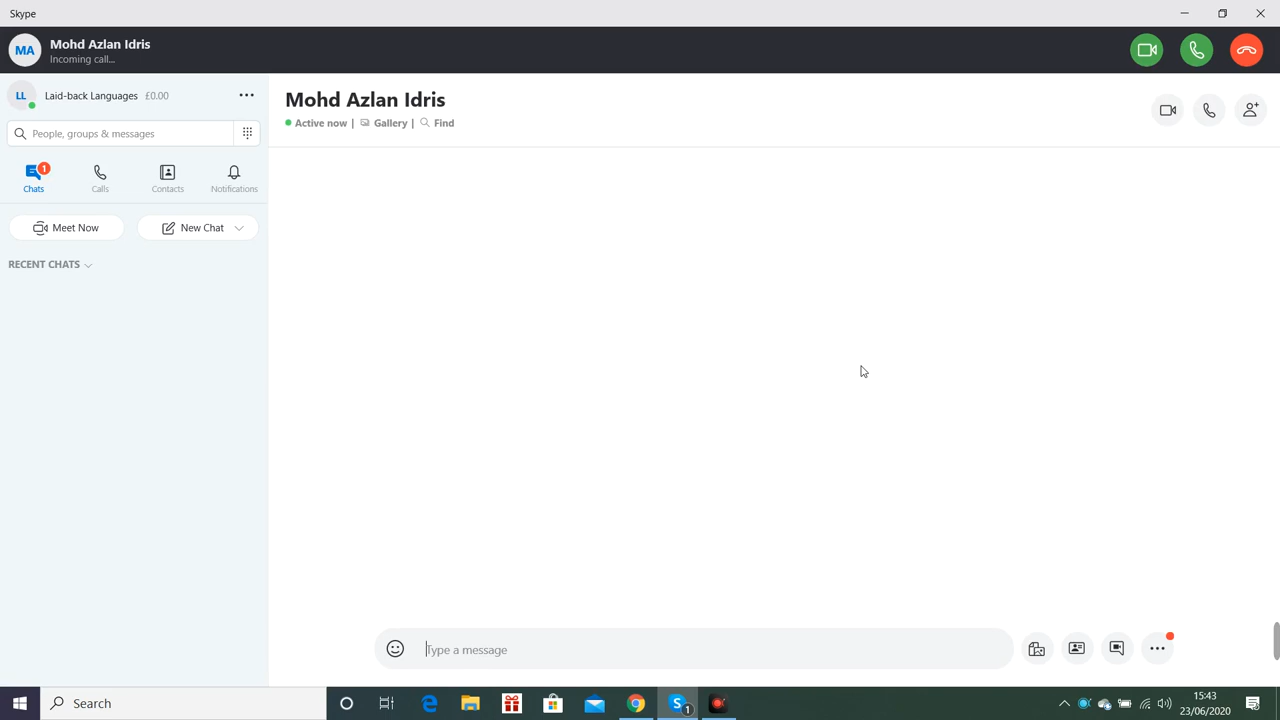 Skype
MA
Mohd Azlan Idris
Incoming call...
LL
Laid-back Languages £0.00
People, groups & messages
1
Chats
Calls
Contacts
Notifications
Meet Now
New Chat
RECENT CHATS
Mohd Azlan Idris
Active now | Gallery | Find
Type a message
Search
S
1
15:43
23/06/2020